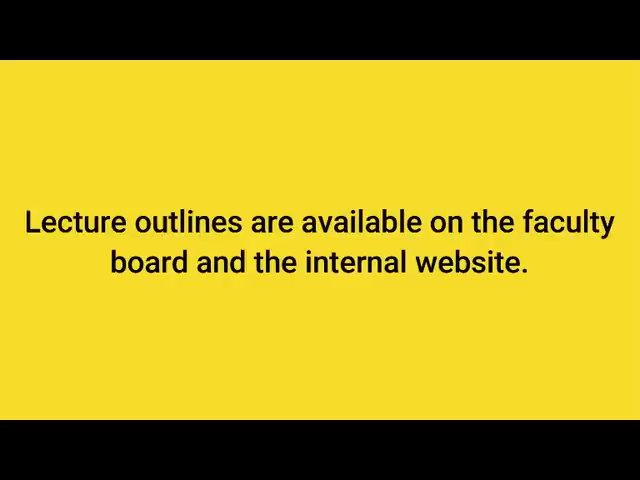 Lecture outlines are available on the faculty
board and the internal website.